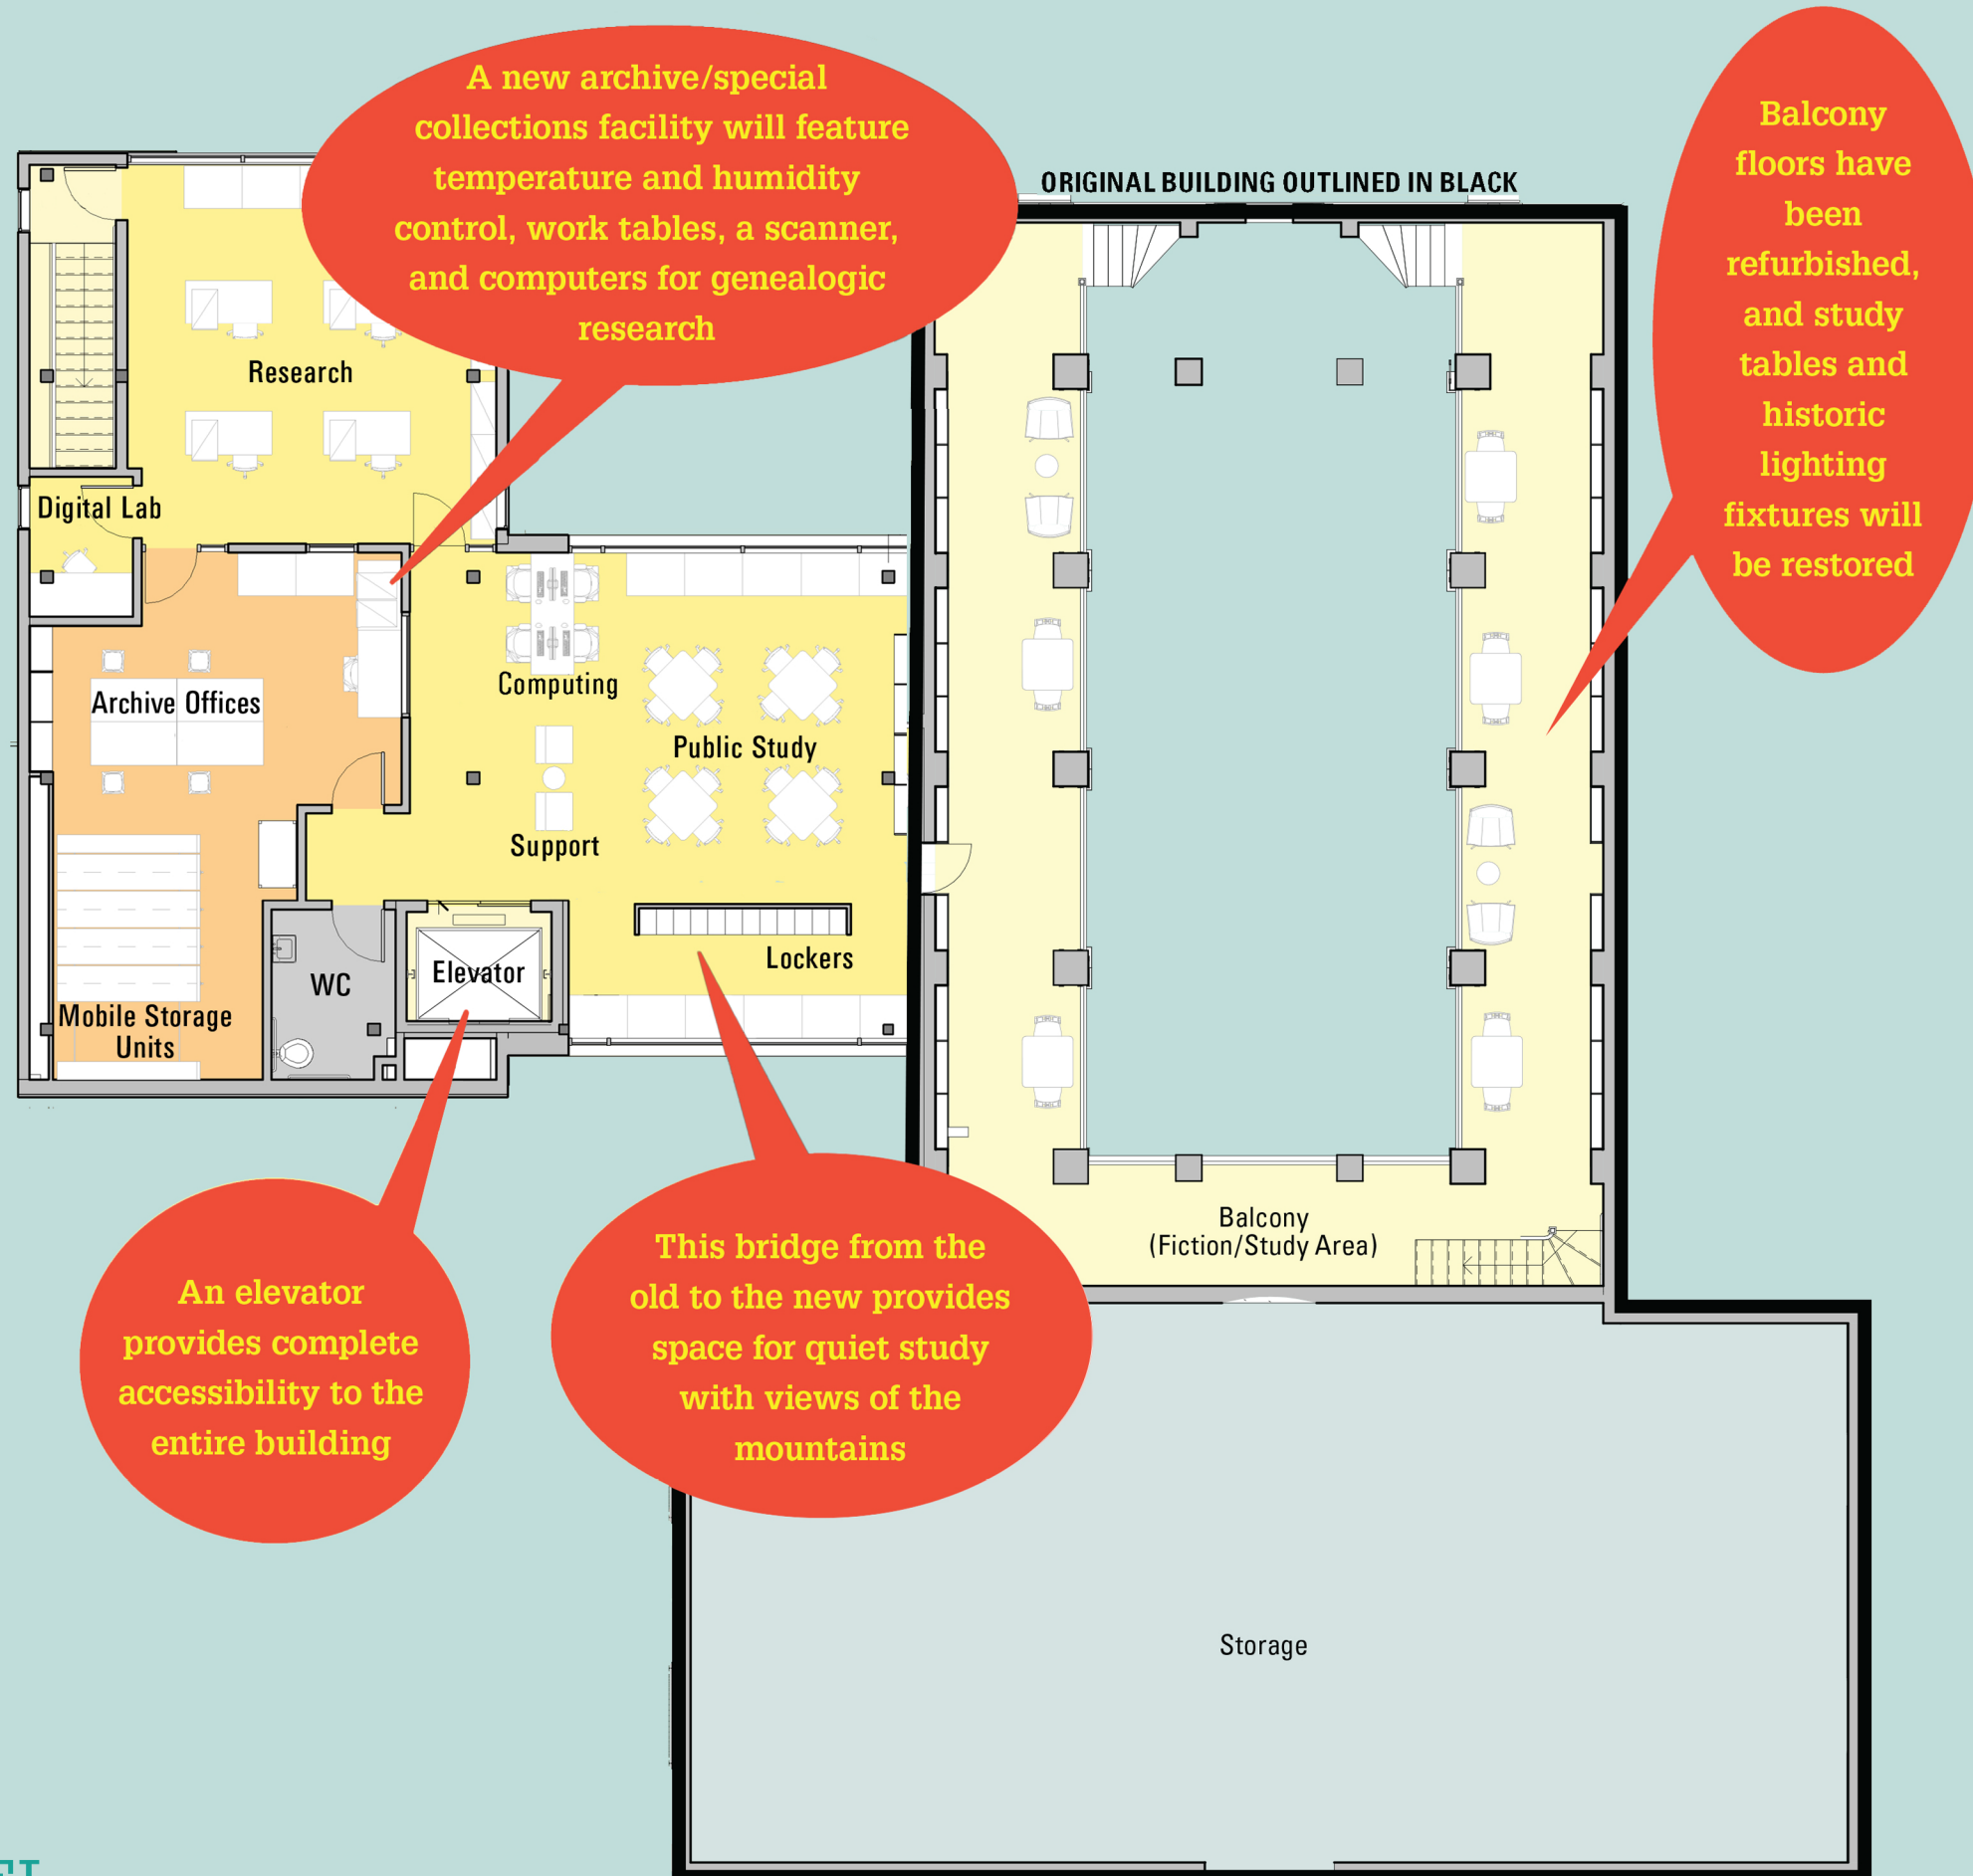 A new archive/special
collections facility will feature
temperature and humidity
control, work tables, a scanner,
and computers for genealogic
research
Balcony
floors have
been
refurbished,
and study
tables and
historic
lighting
fixtures will
be restored
ORIGINAL BUILDING OUTLINED IN BLACK
Research
Digital Lab
Archive Offices
Computing
Public Study
Support
Lockers
Elevator
WC
Mobile Storage
Units
Balcony
(Fiction/Study Area)
An elevator
provides complete
accessibility to the
entire building
This bridge from the
old to the new provides
space for quiet study
with views of the
mountains
Storage